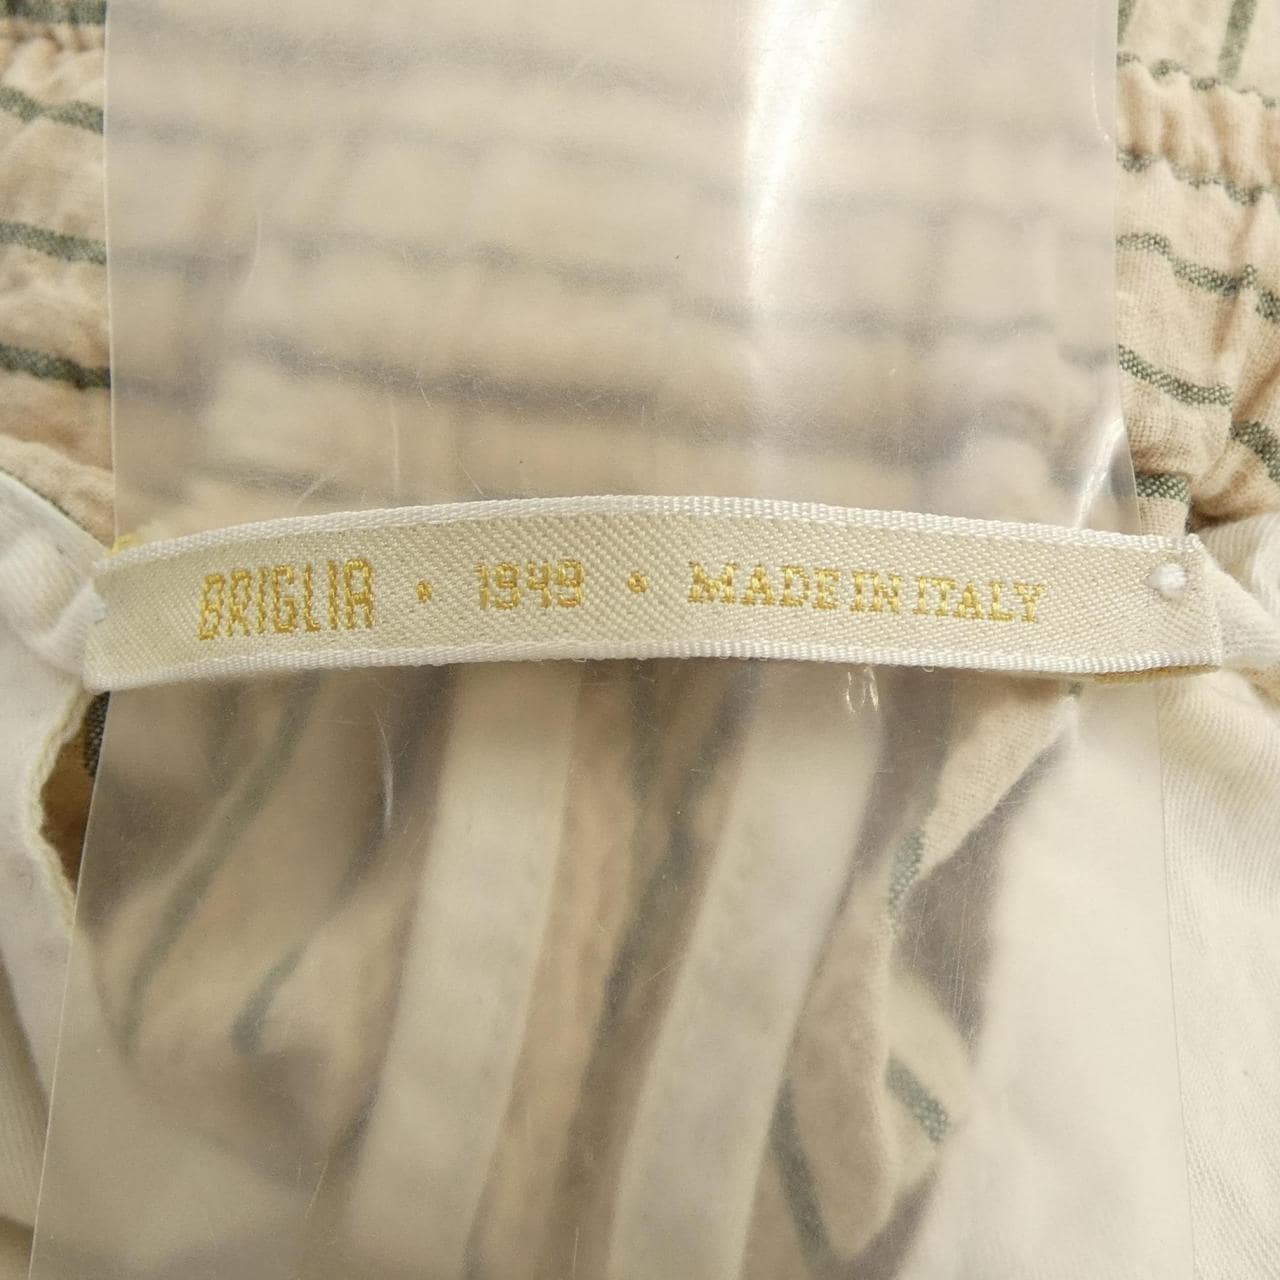 BRIGLIA • 1949 • MADE IN ITALY